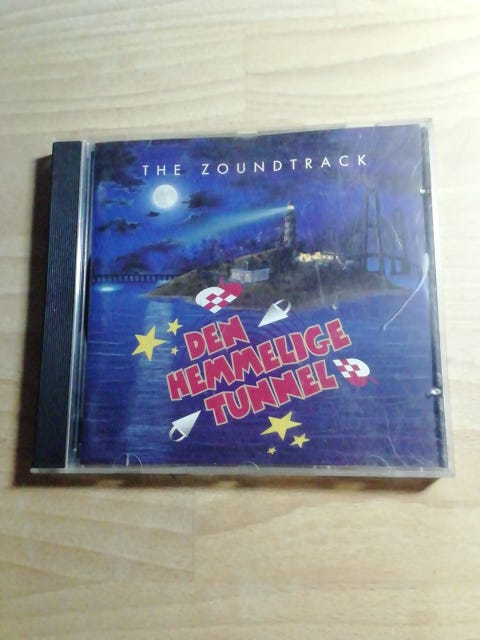 THE ZOUNDTRACK
DEN
HEMMELIGE
TUNNEL